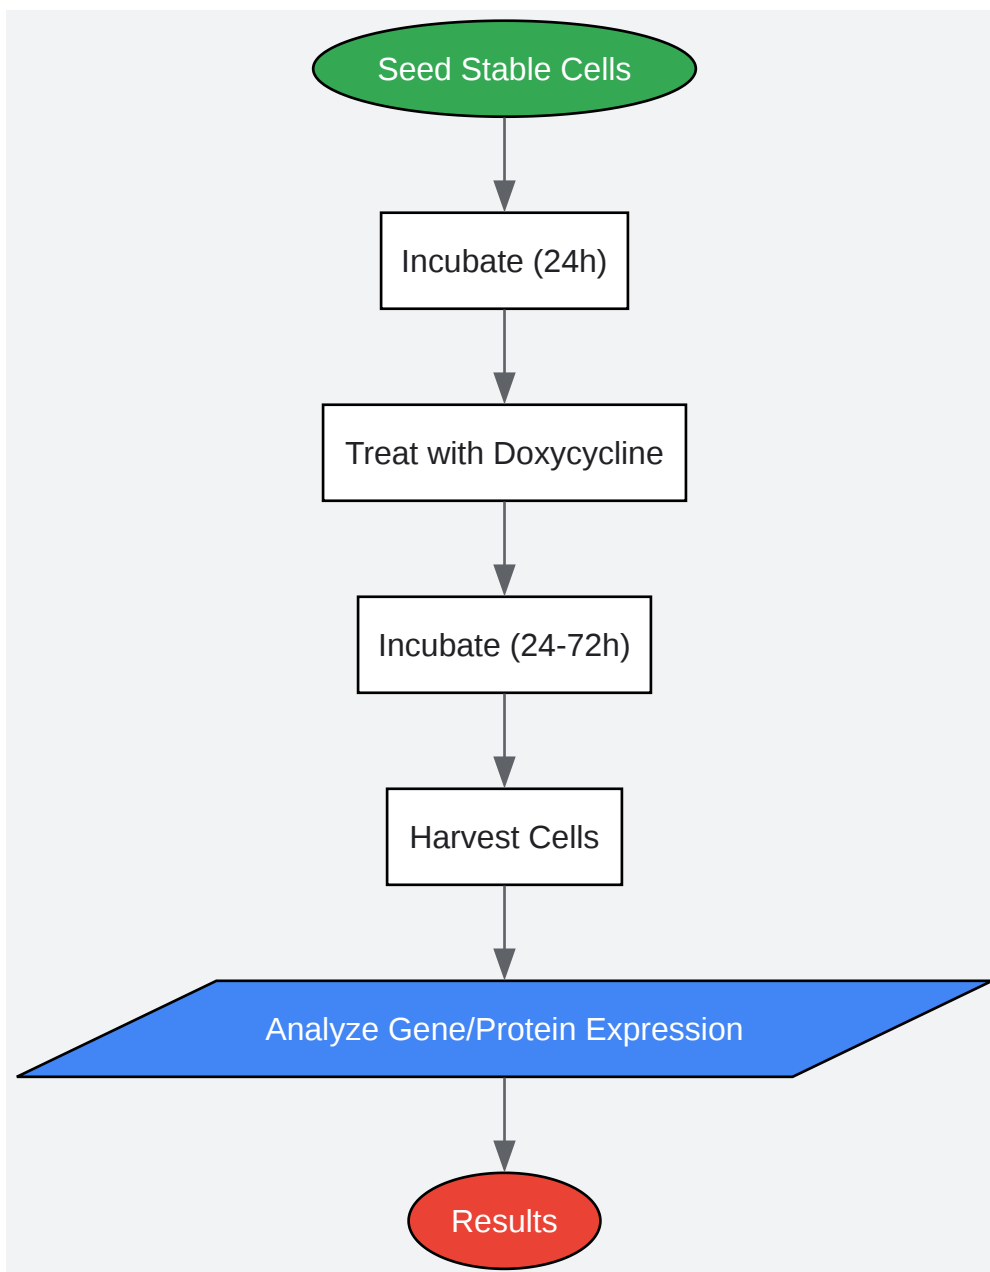 Seed Stable Cells
Incubate (24h)
Treat with Doxycycline
Incubate (24-72h)
Harvest Cells
Analyze Gene/Protein Expression
Results